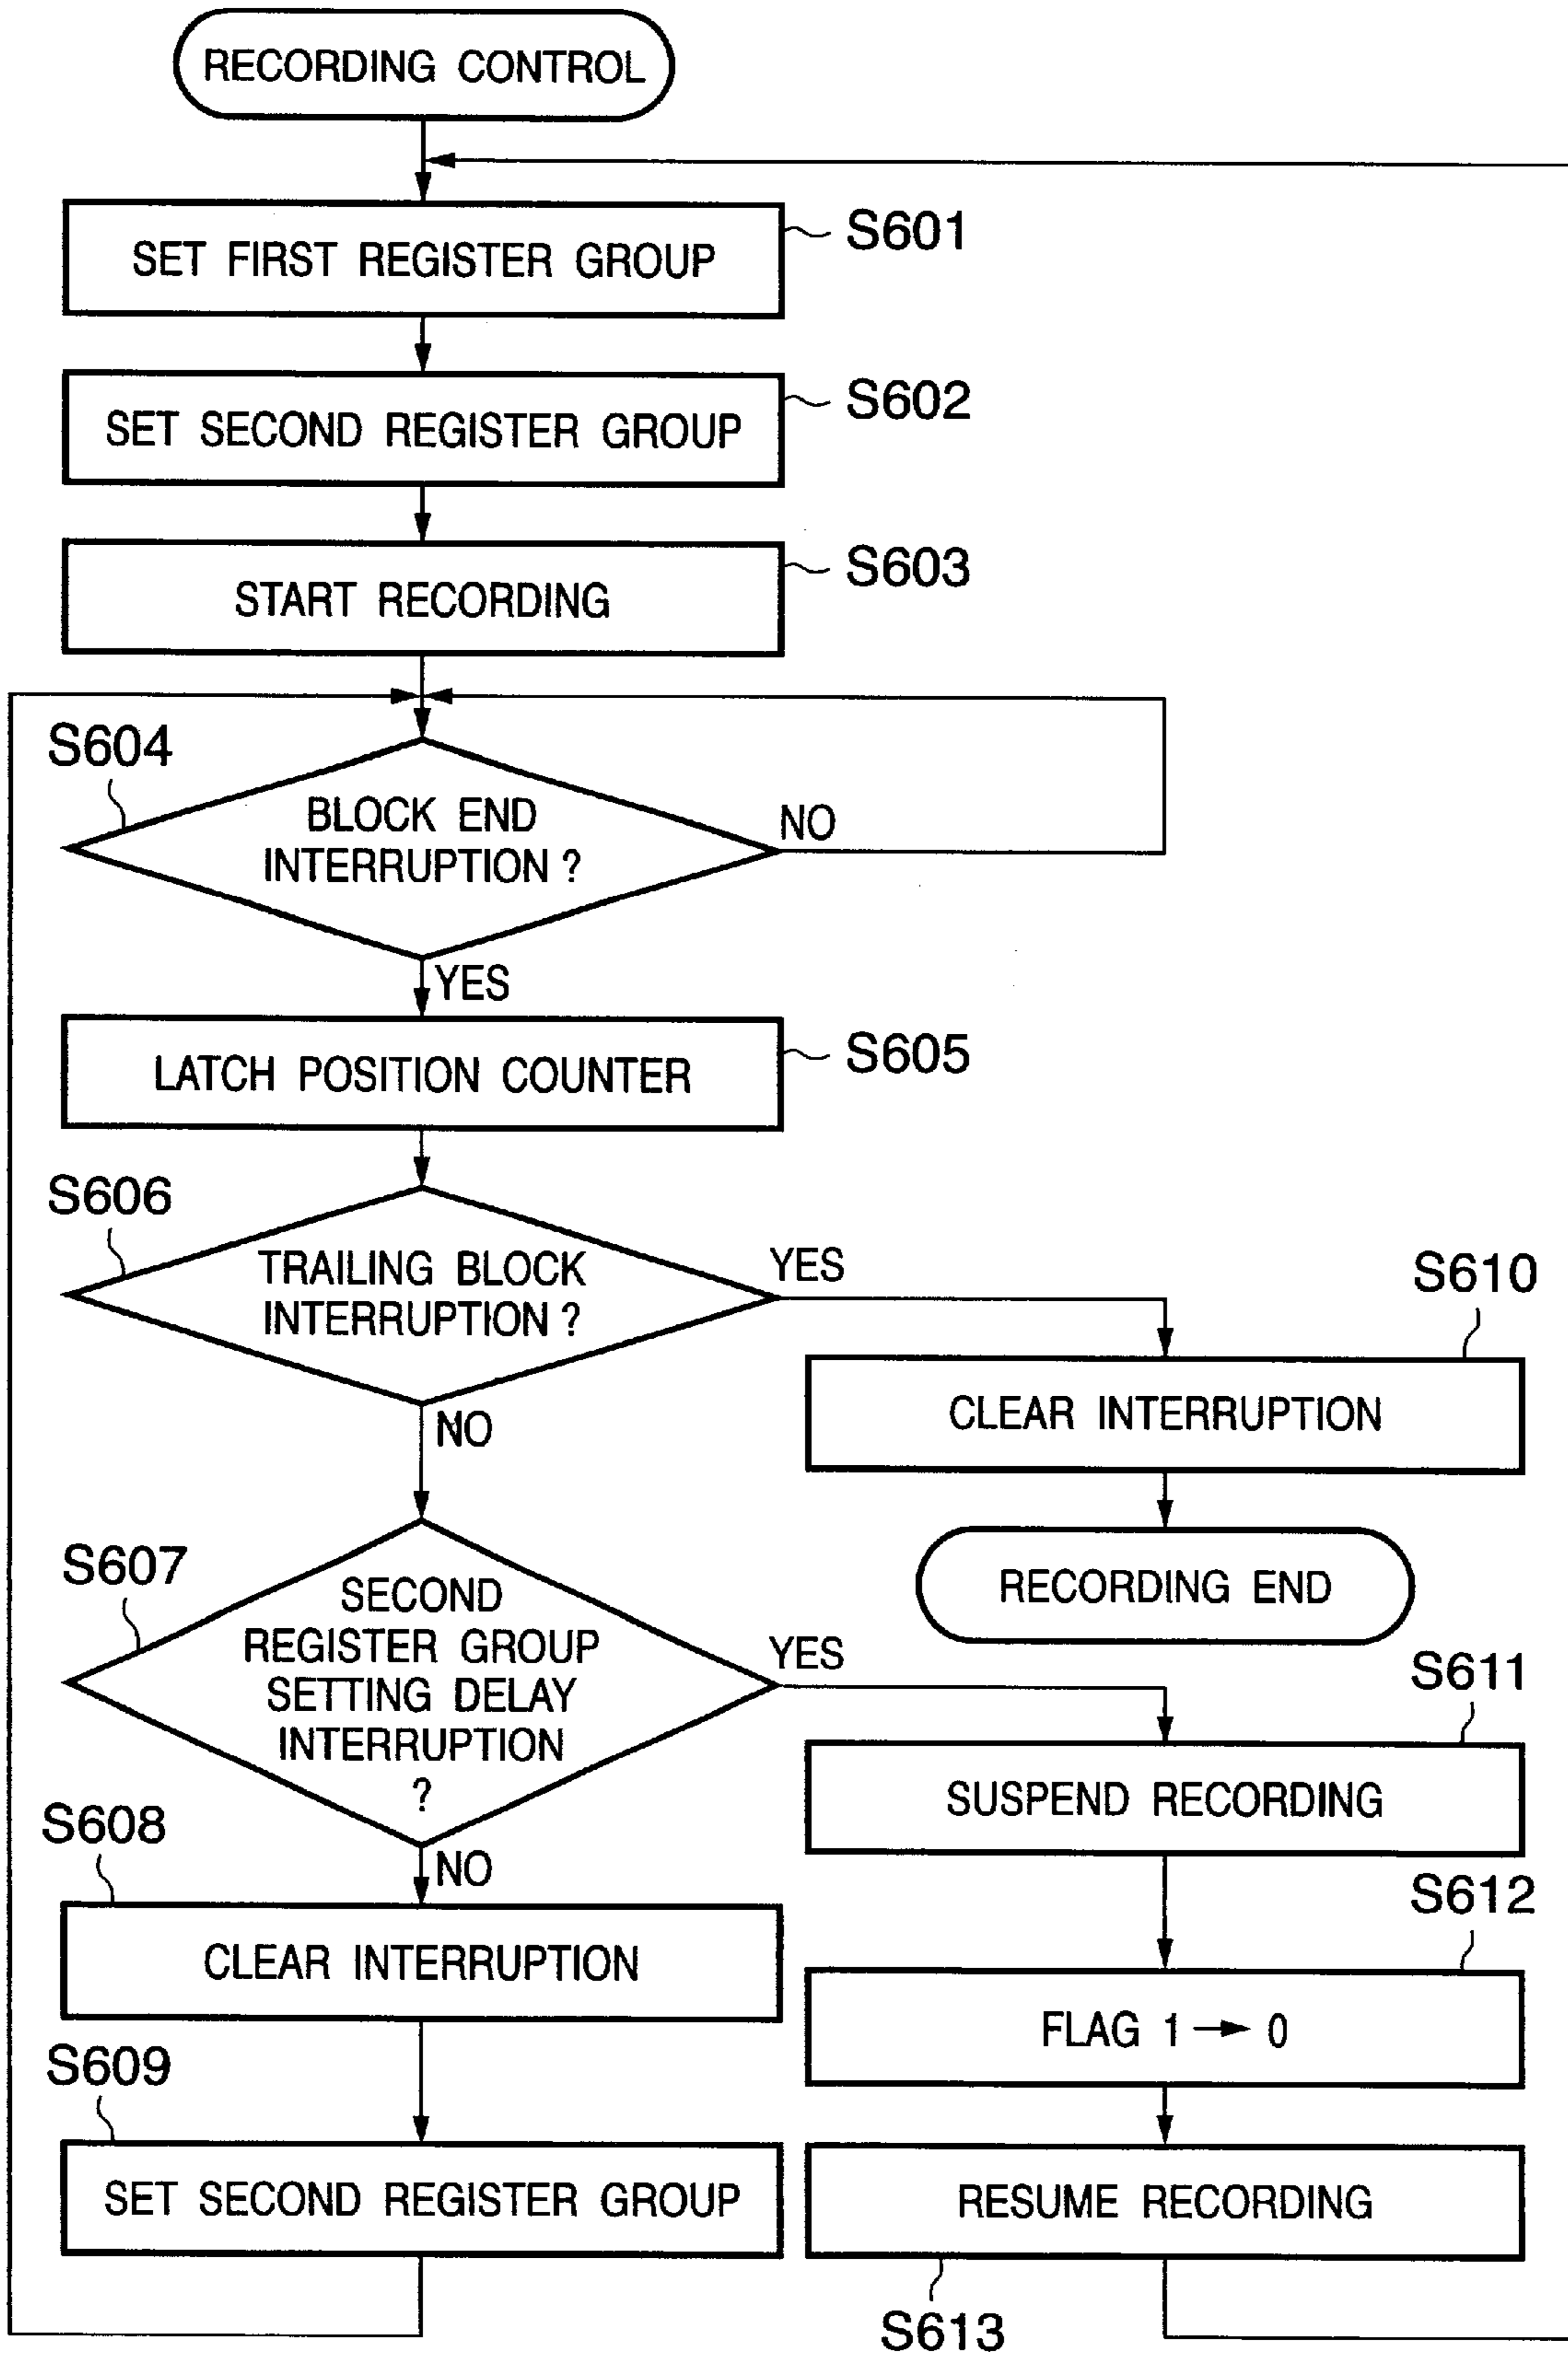 RECORDING CONTROL
S601
SET FIRST REGISTER GROUP
S602
SET SECOND REGISTER GROUP
S603
START RECORDING
S604
BLOCK END
INTERRUPTION ?
NO
YES
S605
LATCH POSITION COUNTER
S606
TRAILING BLOCK
INTERRUPTION ?
YES
NO
S610
CLEAR INTERRUPTION
RECORDING END
S607
SECOND
REGISTER GROUP
SETTING DELAY
INTERRUPTION
?
YES
NO
S611
SUSPEND RECORDING
S608
CLEAR INTERRUPTION
S612
FLAG 1 → 0
S609
SET SECOND REGISTER GROUP
RESUME RECORDING
S613